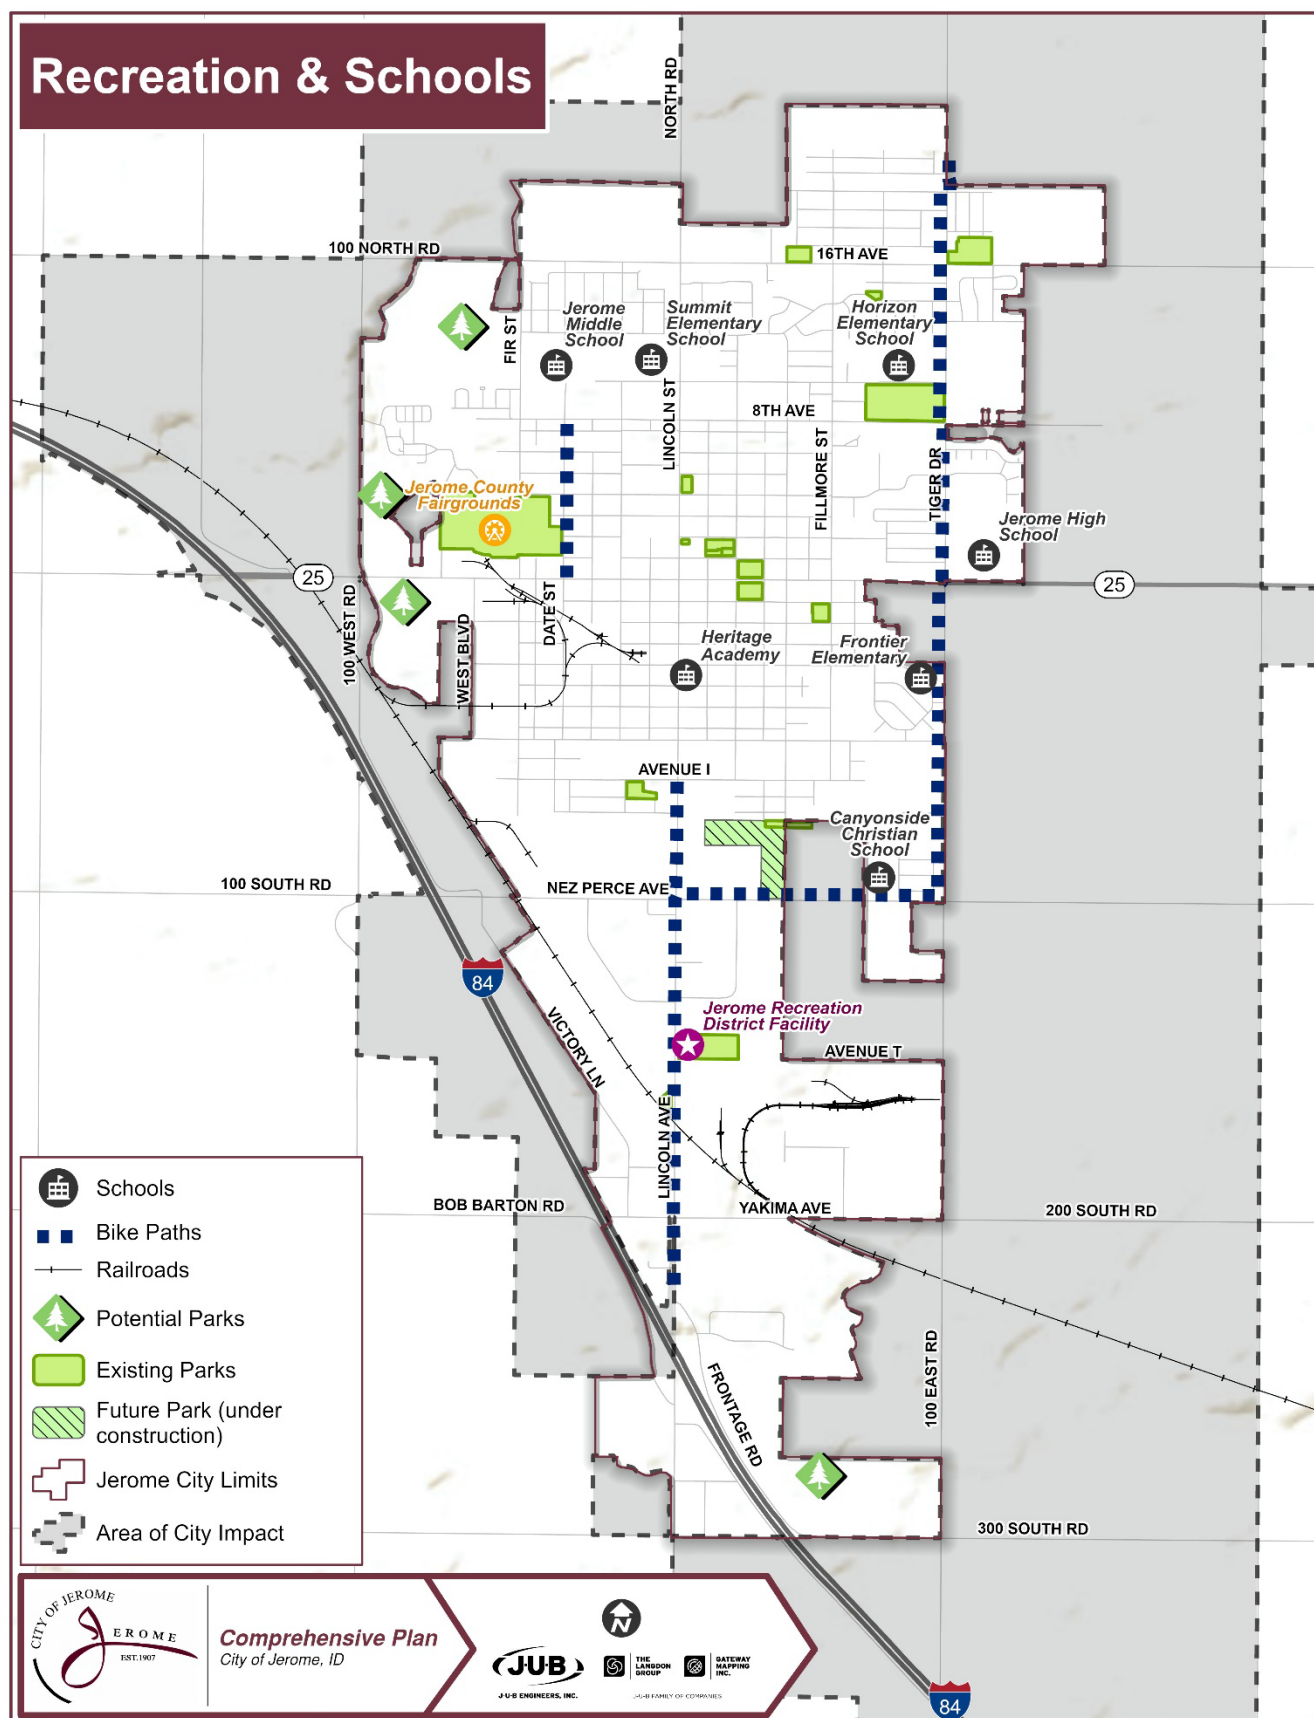 Recreation & Schools
NORTH RD
100 NORTH RD
16TH AVE
FIR ST
Jerome
Middle
School
Summit
Elementary
School
Horizon
Elementary
School
LINCOLN ST
8TH AVE
FILLMORE ST
TIGER DR
Jerome County
Fairgrounds
Jerome High
School
25
25
100 WEST RD
WEST BLVD
DATE ST
Heritage
Academy
Frontier
Elementary
AVENUE I
Canyonside
Christian
School
100 SOUTH RD
NEZ PERCE AVE
84
VICTORY LN
Jerome Recreation
District Facility
AVENUE T
LINCOLN AVE
BOB BARTON RD
YAKIMA AVE
200 SOUTH RD
FRONTAGE RD
100 EAST RD
300 SOUTH RD
84
Schools
Bike Paths
Railroads
Potential Parks
Existing Parks
Future Park (under
construction)
Jerome City Limits
Area of City Impact
CITY OF JEROME
JEROME
EST.1907
Comprehensive Plan
City of Jerome, ID
N
J·U·B
J·U·B ENGINEERS, INC.
THE
LANGDON
GROUP
GATEWAY
MAPPING
INC.
J·U·B FAMILY OF COMPANIES